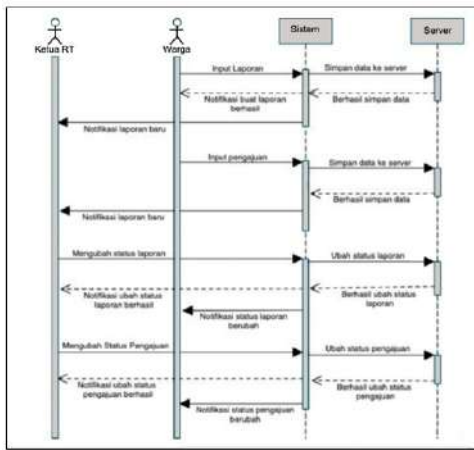 Ketua RT
Warga
Sistem
Server
Input Laporan
Simpan data ke server
Notifikasi buat laporan
berhasil
Berhasil simpan data
Notifikasi laporan baru
Input pengajuan
Simpan data ke server
Berhasil simpan data
Notifikasi laporan baru
Mengubah status laporan
Ubah status laporan
Notifikasi ubah status
laporan berhasil
Berhasil ubah status
laporan
Notifikasi status laporan
berubah
Mengubah Status Pengajuan
Ubah status pengajuan
Notifikasi ubah status
pengajuan berhasil
Berhasil ubah status
pengajuan
Notifikasi status pengajuan
berubah